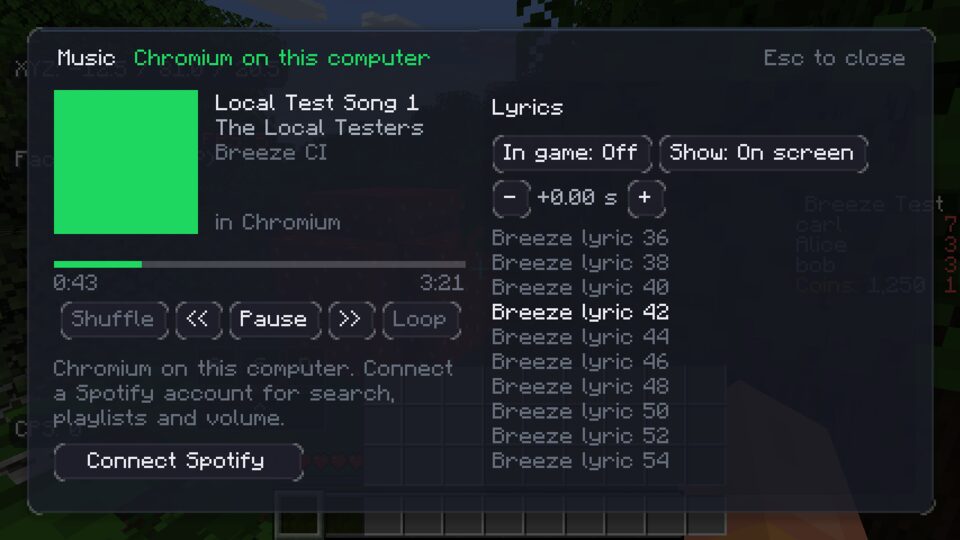 Music Chromium on this computer
Esc to close
Local Test Song 1
The Local Testers
Breeze CI
in Chromium
0:43
3:21
Shuffle
<<
Pause
>>
Loop
Chromium on this computer. Connect
a Spotify account for search,
playlists and volume.
Connect Spotify
Lyrics
In game: Off
Show: On screen
- +0.00 s +
Breeze lyric 36
Breeze lyric 38
Breeze lyric 40
Breeze lyric 42
Breeze lyric 44
Breeze lyric 46
Breeze lyric 48
Breeze lyric 50
Breeze lyric 52
Breeze lyric 54
Breeze Test
carl 7
Alice 3
bob 3
Coins: 1,250 1